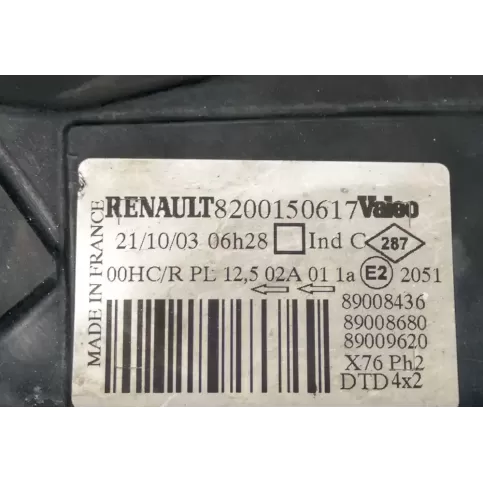 MADE IN FRANCE
RENAULT 8200150617 Valeo
21/10/03 06h28 Ind C 287
00HC/R PL 12,5 02A 01 1a E2 2051
89008436
89008680
89009620
X76 Ph2
DTD 4x2